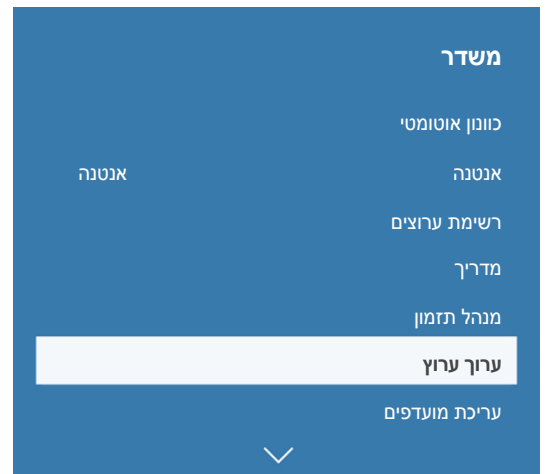 משדר
כוונון אוטומטי
אנטנה אנטנה
רשימת ערוצים
מדריך
מנהל תזמון
ערוך ערוץ
עריכת מועדפים